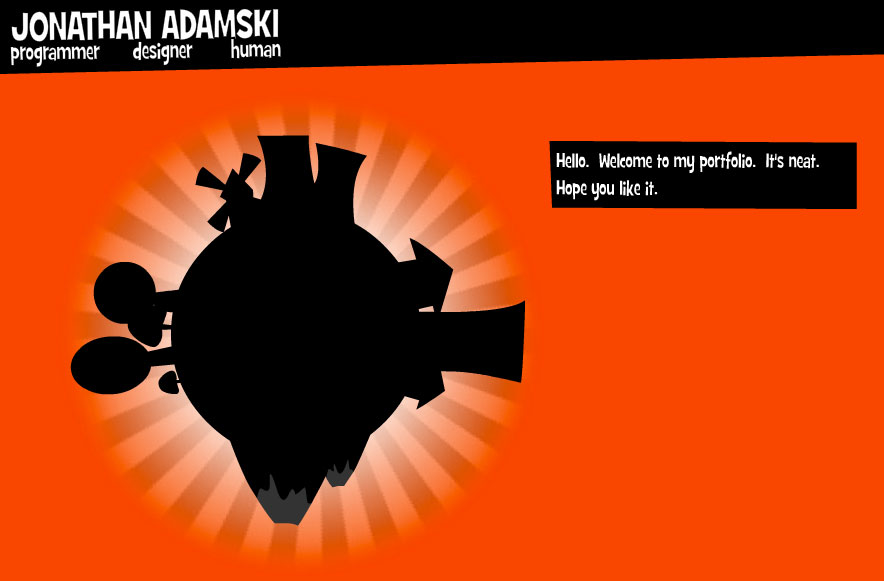 JONATHAN ADAMSKI
programmer designer human
Hello. Welcome to my portfolio. It's neat.
Hope you like it.